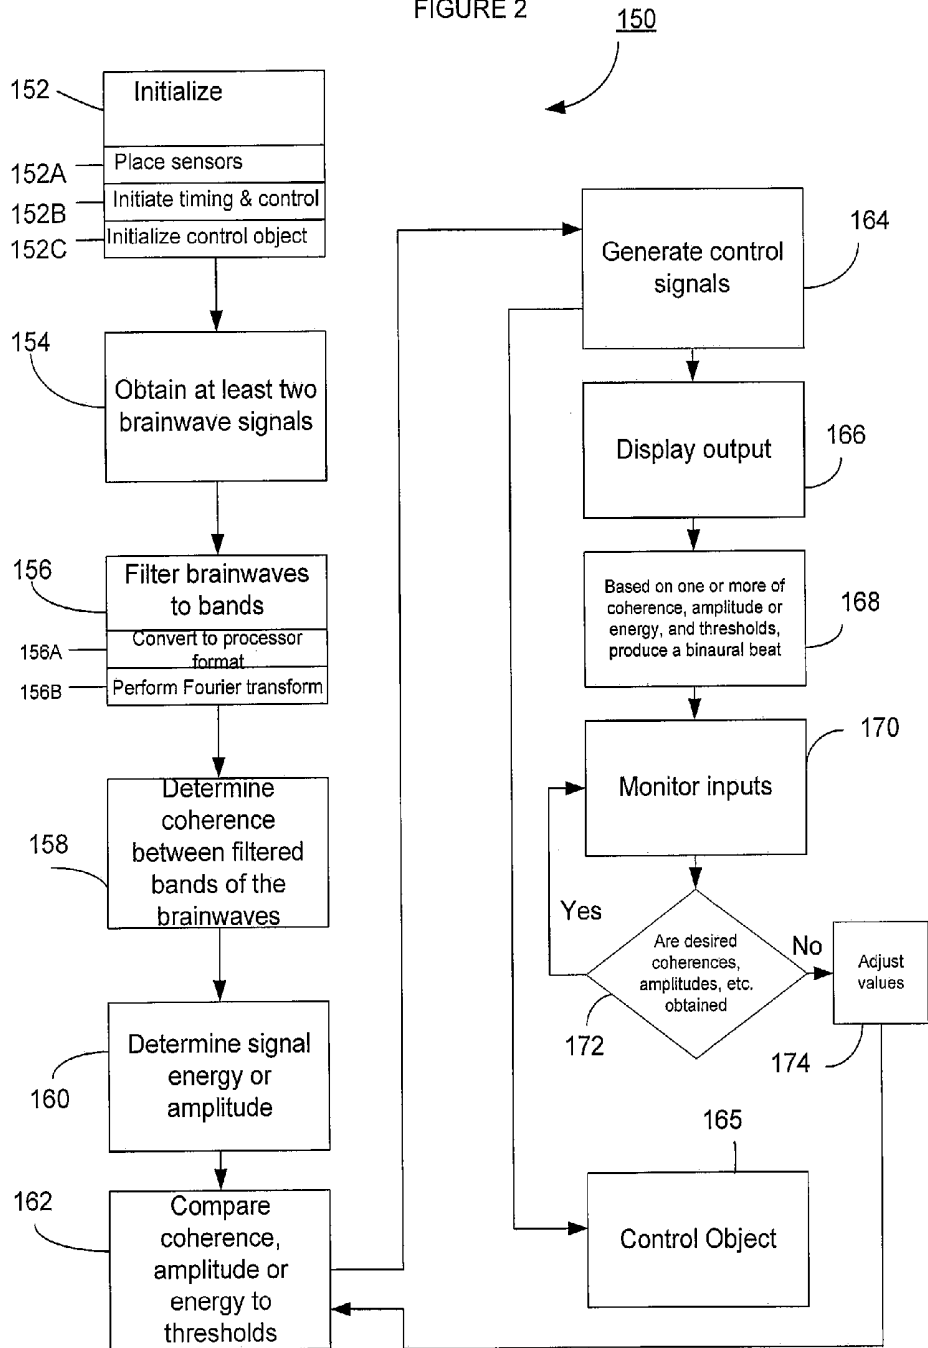 FIGURE 2
150
152
Initialize
152A
Place sensors
152B
Initiate timing & control
152C
Initialize control object
154
Obtain at least two
brainwave signals
156
Filter brainwaves
to bands
156A
Convert to processor
format
156B
Perform Fourier transform
158
Determine
coherence
between filtered
bands of the
brainwaves
160
Determine signal
energy or
amplitude
162
Compare
coherence,
amplitude or
energy to
thresholds
164
Generate control
signals
166
Display output
168
Based on one or more of
coherence, amplitude or
energy, and thresholds,
produce a binaural beat
170
Monitor inputs
Yes
Are desired
coherences,
amplitudes, etc.
obtained
No
172
Adjust
values
174
165
Control Object